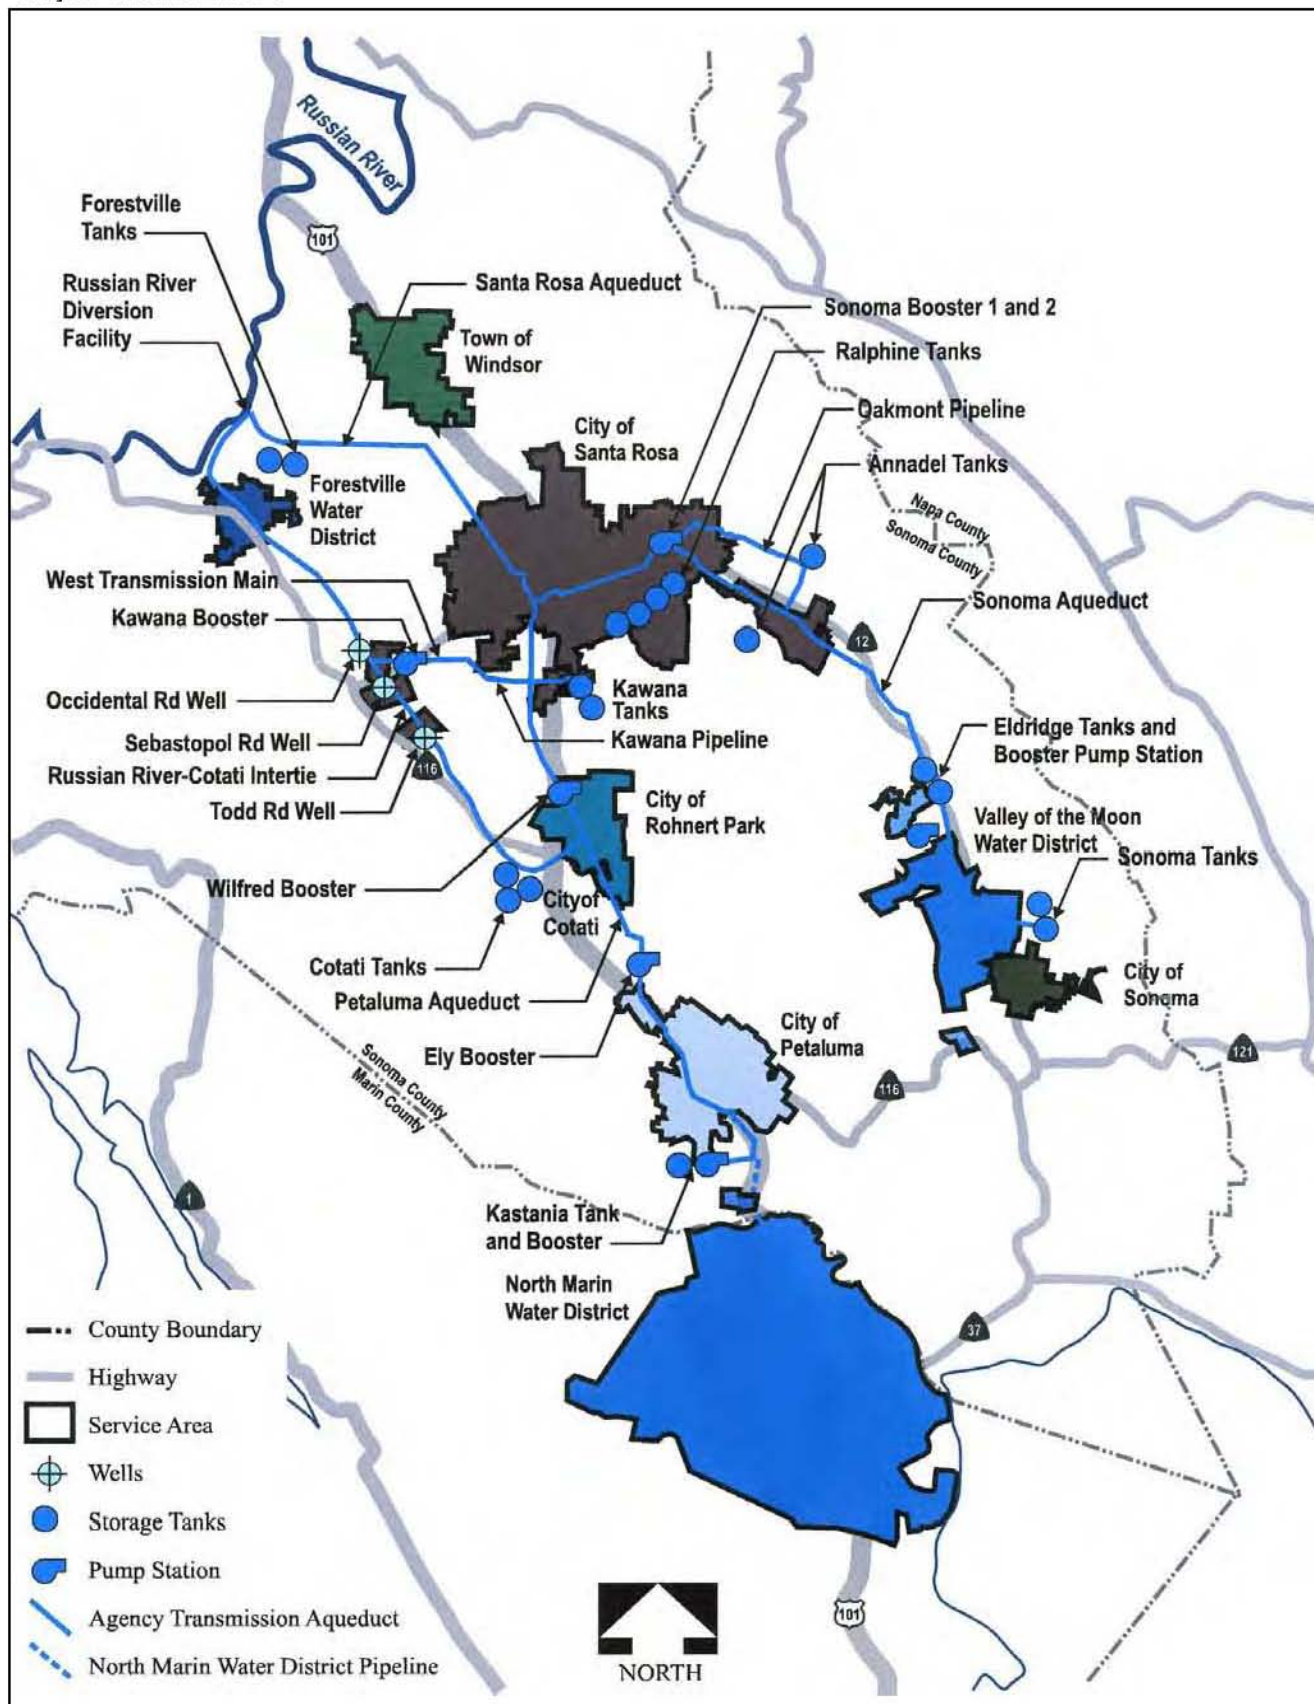 Russian River
Forestville
Tanks
101
Russian River
Diversion
Facility
Santa Rosa Aqueduct
Sonoma Booster 1 and 2
Town of
Windsor
Ralphine Tanks
Oakmont Pipeline
City of
Santa Rosa
Annadel Tanks
Forestville
Water
District
Napa County
Sonoma County
West Transmission Main
Kawana Booster
Sonoma Aqueduct
12
Occidental Rd Well
Kawana
Tanks
Eldridge Tanks and
Booster Pump Station
Sebastopol Rd Well
Kawana Pipeline
Russian River-Cotati Intertie
116
Todd Rd Well
City of
Rohnert Park
Valley of the Moon
Water District
Sonoma Tanks
Wilfred Booster
Cityof
Cotati
Cotati Tanks
City of
Sonoma
Petaluma Aqueduct
City of
Petaluma
Ely Booster
121
Sonoma County
Marin County
116
1
Kastania Tank
and Booster
North Marin
Water District
37
County Boundary
Highway
Service Area
Wells
Storage Tanks
Pump Station
Agency Transmission Aqueduct
North Marin Water District Pipeline
101
NORTH